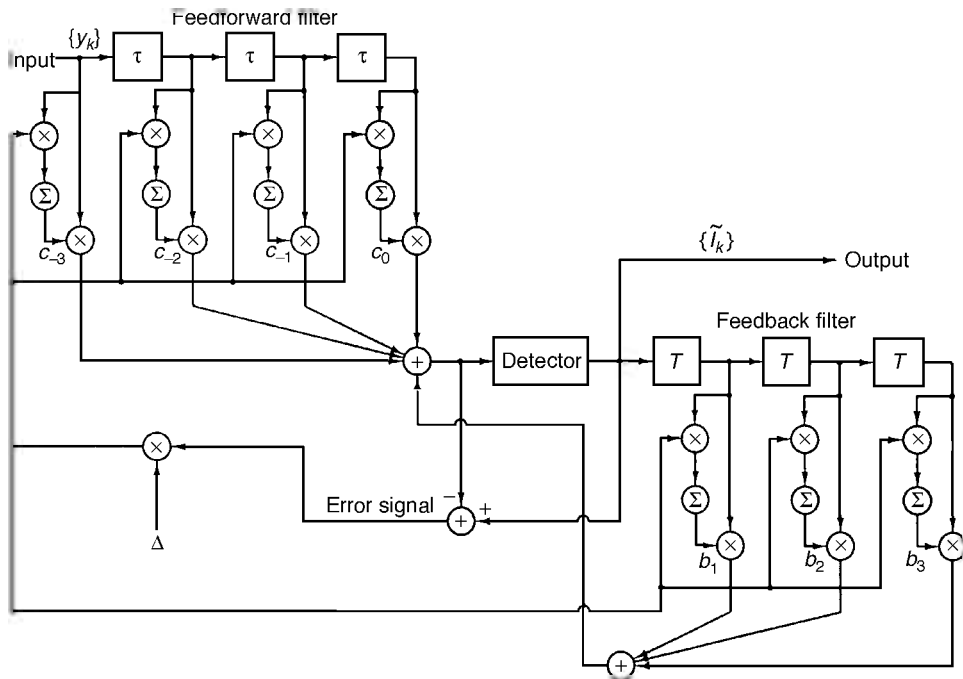 Feedforward filter
{y_k}
nput
τ τ τ
× × × ×
Σ Σ Σ Σ
× × × ×
c_{-3} c_{-2} c_{-1} c_0
{Ĩ_k}
Output
Feedback filter
+ Detector T T T
× × × ×
Σ Σ Σ
Error signal − + +
Δ
× × ×
b_1 b_2 b_3
+